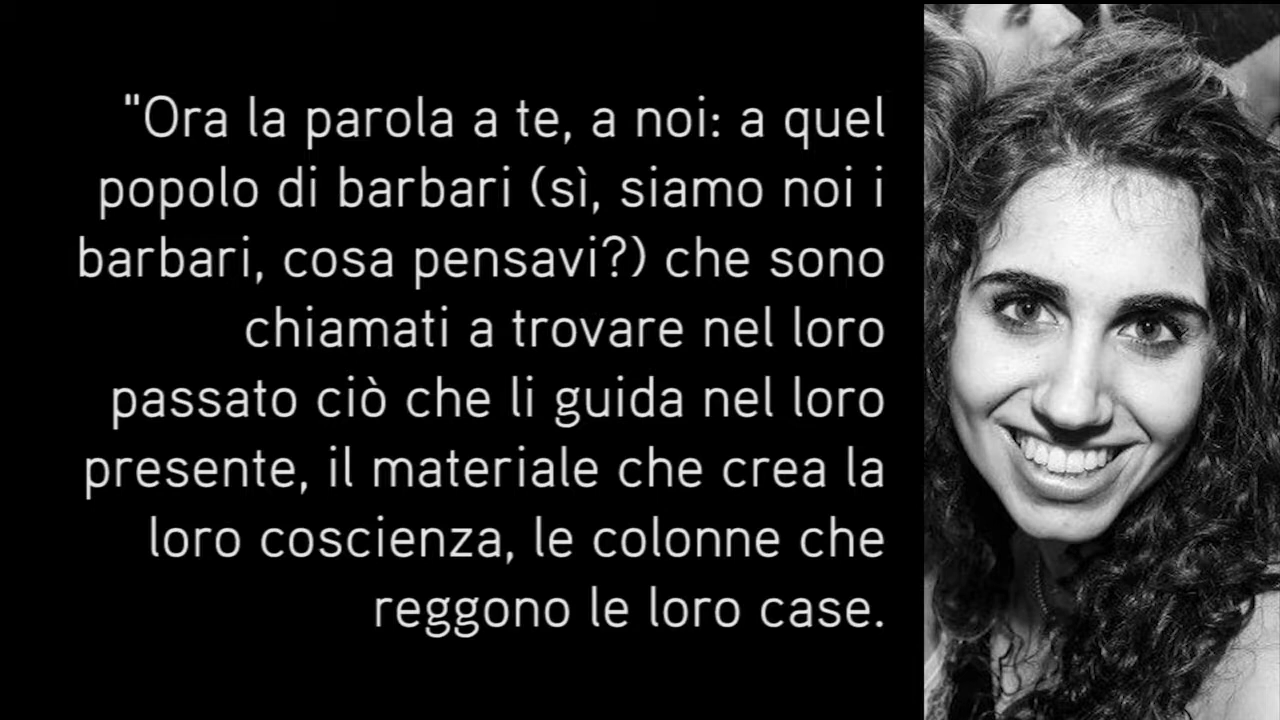 "Ora la parola a te, a noi: a quel
popolo di barbari (sì, siamo noi i
barbari, cosa pensavi?) che sono
chiamati a trovare nel loro
passato ciò che li guida nel loro
presente, il materiale che crea la
loro coscienza, le colonne che
reggono le loro case.